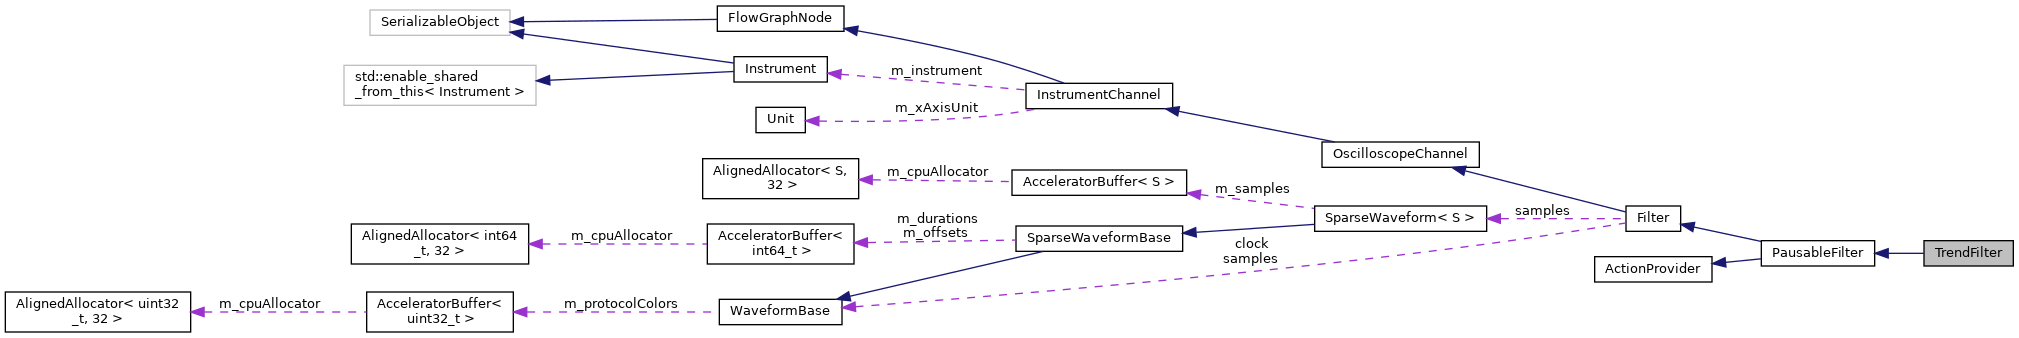 SerializableObject
FlowGraphNode
std::enable_shared
_from_this< Instrument >
Instrument
m_instrument
InstrumentChannel
m_xAxisUnit
Unit
OscilloscopeChannel
AlignedAllocator< S,
32 >
m_cpuAllocator
AcceleratorBuffer< S >
m_samples
SparseWaveform< S >
samples
Filter
AlignedAllocator< int64
_t, 32 >
m_cpuAllocator
AcceleratorBuffer<
int64_t >
m_durations
m_offsets
SparseWaveformBase
clock
samples
ActionProvider
PausableFilter
TrendFilter
AlignedAllocator< uint32
_t, 32 >
m_cpuAllocator
AcceleratorBuffer<
uint32_t >
m_protocolColors
WaveformBase